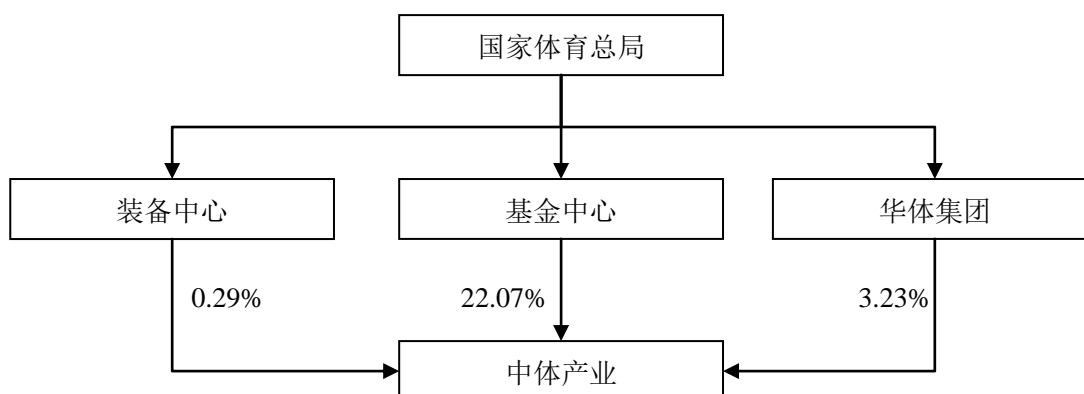 国家体育总局
装备中心
基金中心
华体集团
0.29%
22.07%
3.23%
中体产业